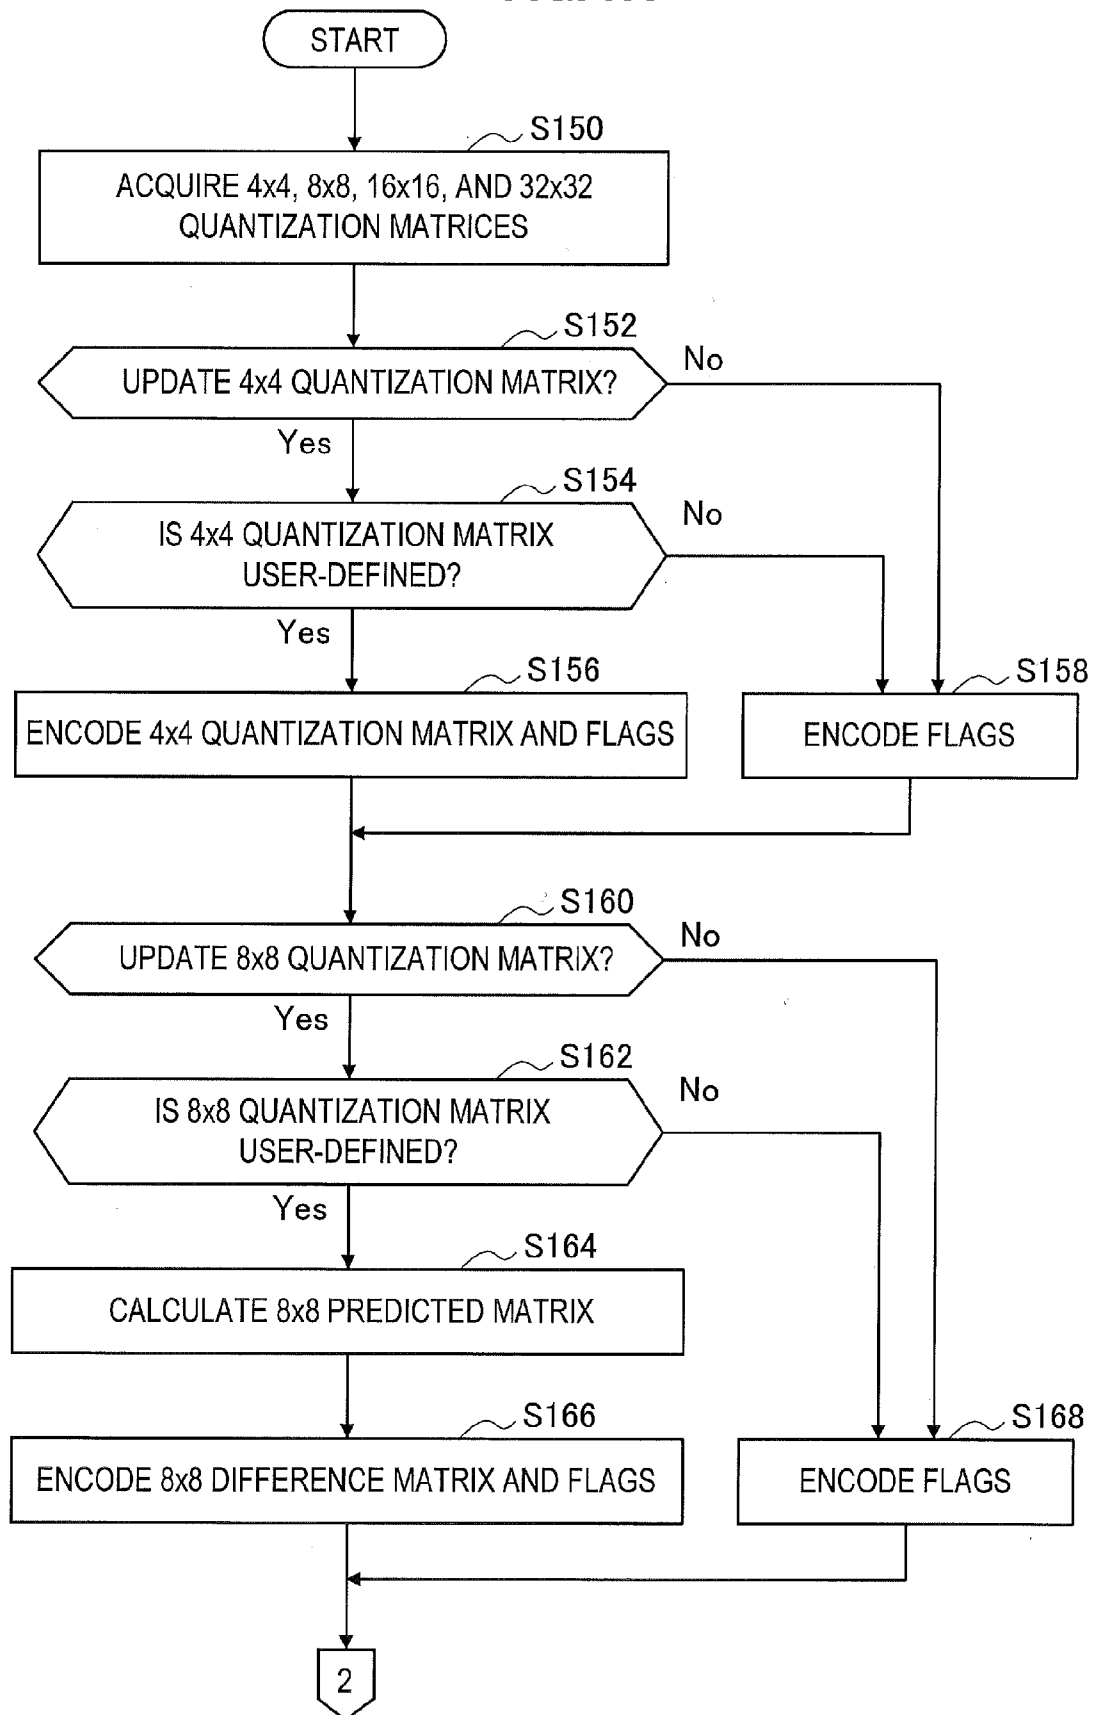 START
S150
ACQUIRE 4x4, 8x8, 16x16, AND 32x32
QUANTIZATION MATRICES
S152
UPDATE 4x4 QUANTIZATION MATRIX?
No
Yes
S154
IS 4x4 QUANTIZATION MATRIX
USER-DEFINED?
No
Yes
S156
ENCODE 4x4 QUANTIZATION MATRIX AND FLAGS
S158
ENCODE FLAGS
S160
UPDATE 8x8 QUANTIZATION MATRIX?
No
Yes
S162
IS 8x8 QUANTIZATION MATRIX
USER-DEFINED?
No
Yes
S164
CALCULATE 8x8 PREDICTED MATRIX
S166
ENCODE 8x8 DIFFERENCE MATRIX AND FLAGS
S168
ENCODE FLAGS
2